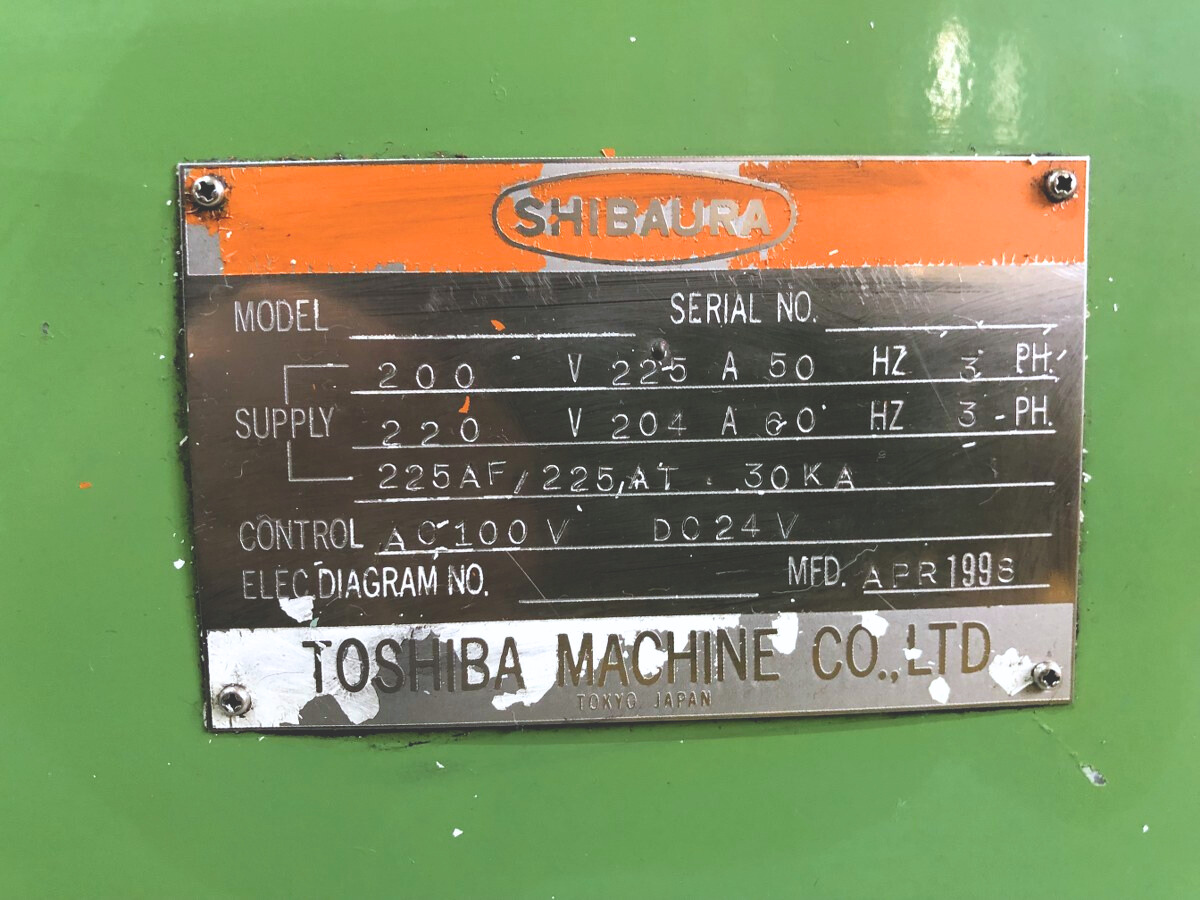 SHIBAURA
MODEL SERIAL NO.
200 V 225 A 50 HZ 3 PH.
SUPPLY 220 V 204 A 60 HZ 3 PH.
225AF/225AT 30KA
CONTROL AC100V DC24V
ELEC DIAGRAM NO. MFD. APR 1998
TOSHIBA MACHINE CO.,LTD
TOKYO JAPAN